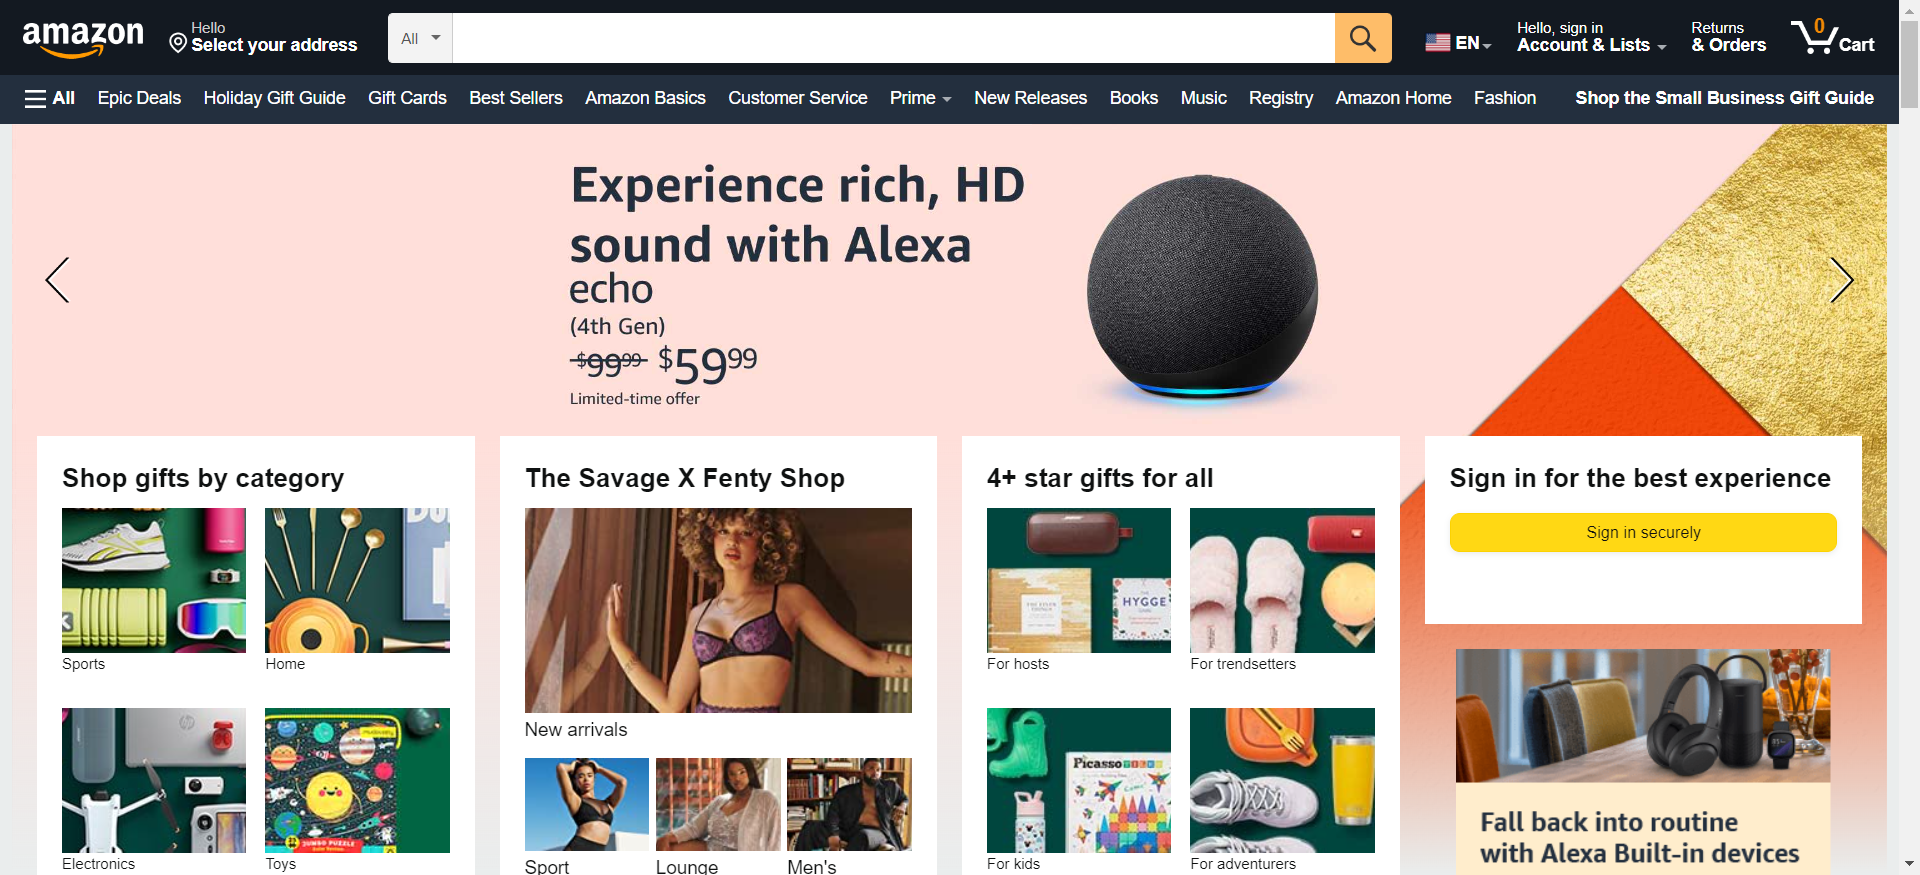 amazon
Hello
Select your address
All
EN
Hello, sign in
Account & Lists
Returns
& Orders
0
Cart
All
Epic Deals
Holiday Gift Guide
Gift Cards
Best Sellers
Amazon Basics
Customer Service
Prime
New Releases
Books
Music
Registry
Amazon Home
Fashion
Shop the Small Business Gift Guide
Experience rich, HD
sound with Alexa
echo
(4th Gen)
$99⁹⁹ $59⁹⁹
Limited-time offer
Shop gifts by category
Sports
Home
Electronics
Toys
The Savage X Fenty Shop
New arrivals
Sport
Lounge
Men's
4+ star gifts for all
HYGGE
For hosts
For trendsetters
Picasso
For kids
For adventurers
Sign in for the best experience
Sign in securely
Fall back into routine
with Alexa Built-in devices